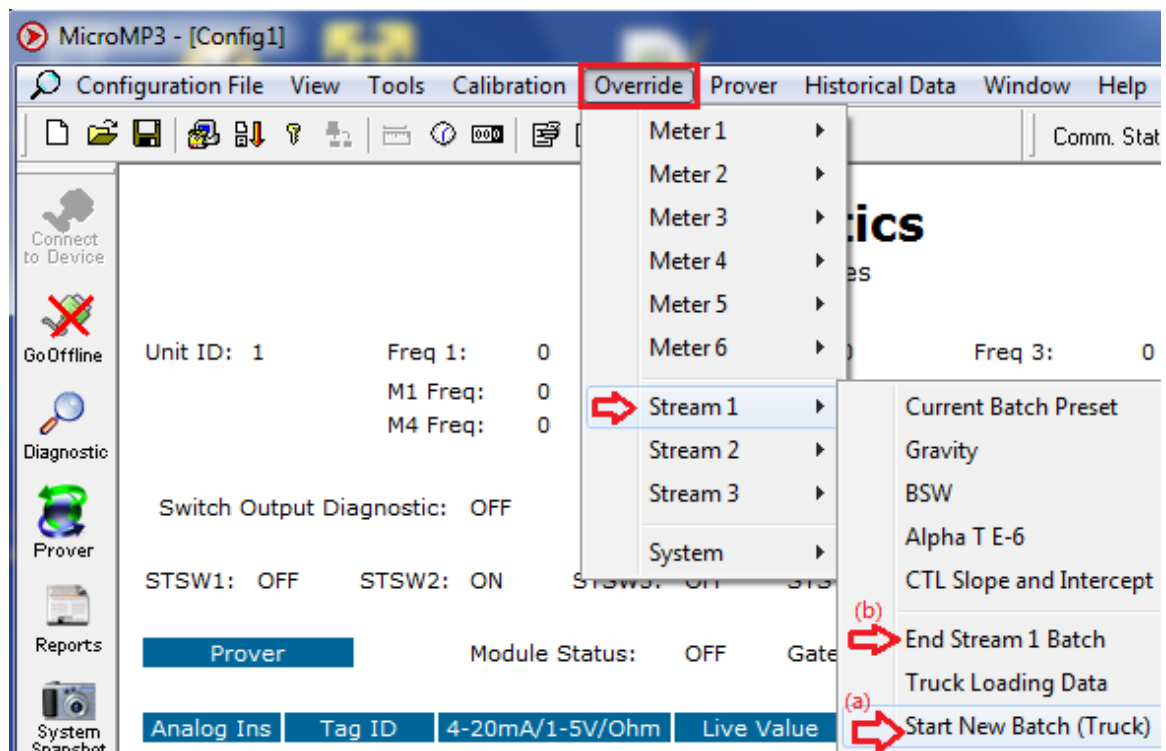 MicroMP3 - [Config1]
Configuration File View Tools Calibration Override Prover Historical Data Window Help
Comm. Stat
Meter 1
Meter 2
Meter 3
Meter 4
Meter 5
Meter 6
Stream 1
Stream 2
Stream 3
System
Current Batch Preset
Gravity
BSW
Alpha T E-6
CTL Slope and Intercept
(b)
End Stream 1 Batch
Truck Loading Data
(a)
Start New Batch (Truck)
Connect
to Device
Go Offline
Diagnostic
Prover
Reports
System
Snapshot
tics
es
Unit ID: 1 Freq 1: 0 Freq 3: 0
M1 Freq: 0
M4 Freq: 0
Switch Output Diagnostic: OFF
STSW1: OFF STSW2: ON STSW3: OFF
Prover Module Status: OFF Gate
Analog Ins Tag ID 4-20mA/1-5V/Ohm Live Value